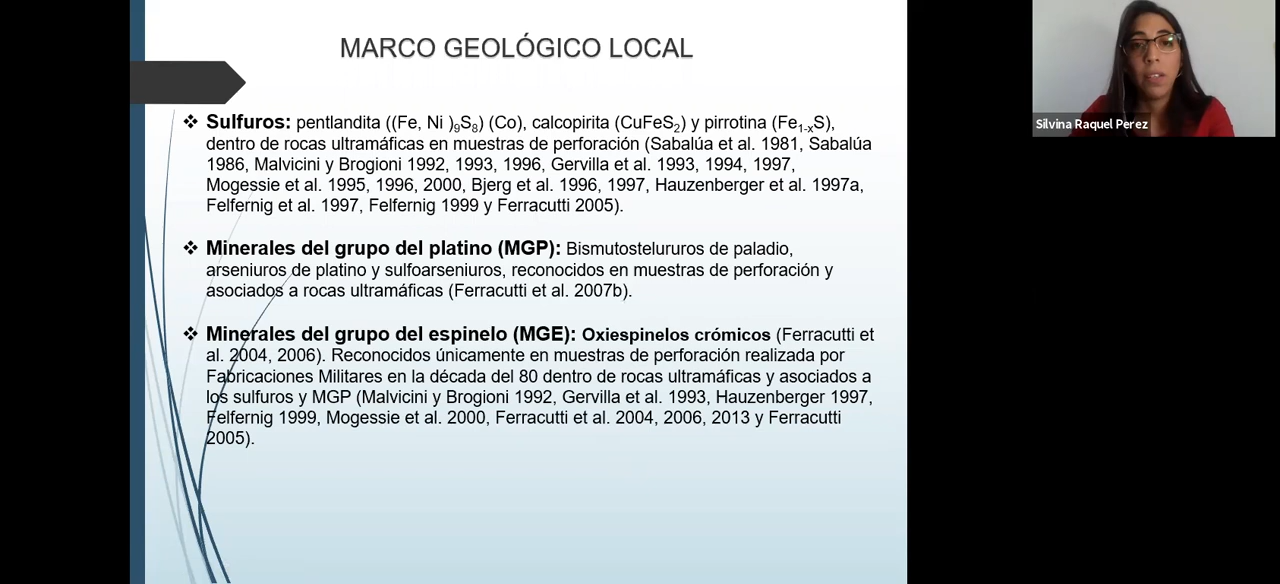 MARCO GEOLÓGICO LOCAL
❖ Sulfuros: pentlandita ((Fe, Ni )9S8) (Co), calcopirita (CuFeS2) y pirrotina (Fe1-xS),
dentro de rocas ultramáficas en muestras de perforación (Sabalúa et al. 1981, Sabalúa
1986, Malvicini y Brogioni 1992, 1993, 1996, Gervilla et al. 1993, 1994, 1997,
Mogessie et al. 1995, 1996, 2000, Bjerg et al. 1996, 1997, Hauzenberger et al. 1997a,
Felfernig et al. 1997, Felfernig 1999 y Ferracutti 2005).
❖ Minerales del grupo del platino (MGP): Bismutostelururos de paladio,
arseniuros de platino y sulfoarseniuros, reconocidos en muestras de perforación y
asociados a rocas ultramáficas (Ferracutti et al. 2007b).
❖ Minerales del grupo del espinelo (MGE): Oxiespinelos crómicos (Ferracutti et
al. 2004, 2006). Reconocidos únicamente en muestras de perforación realizada por
Fabricaciones Militares en la década del 80 dentro de rocas ultramáficas y asociados a
los sulfuros y MGP (Malvicini y Brogioni 1992, Gervilla et al. 1993, Hauzenberger 1997,
Felfernig 1999, Mogessie et al. 2000, Ferracutti et al. 2004, 2006, 2013 y Ferracutti
2005).
Silvina Raquel Perez